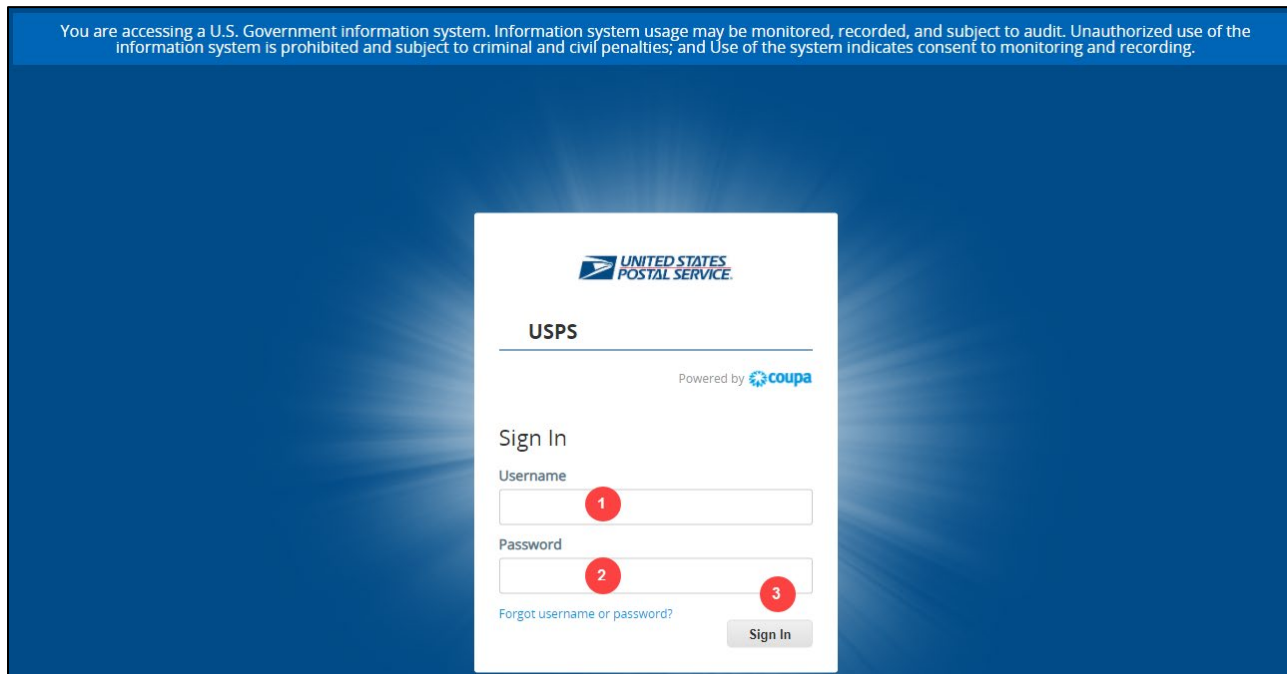 You are accessing a U.S. Government information system. Information system usage may be monitored, recorded, and subject to audit. Unauthorized use of the
information system is prohibited and subject to criminal and civil penalties; and Use of the system indicates consent to monitoring and recording.
UNITED STATES
POSTAL SERVICE.
USPS
Powered by coupa
Sign In
Username
1
Password
2
3
Forgot username or password?
Sign In